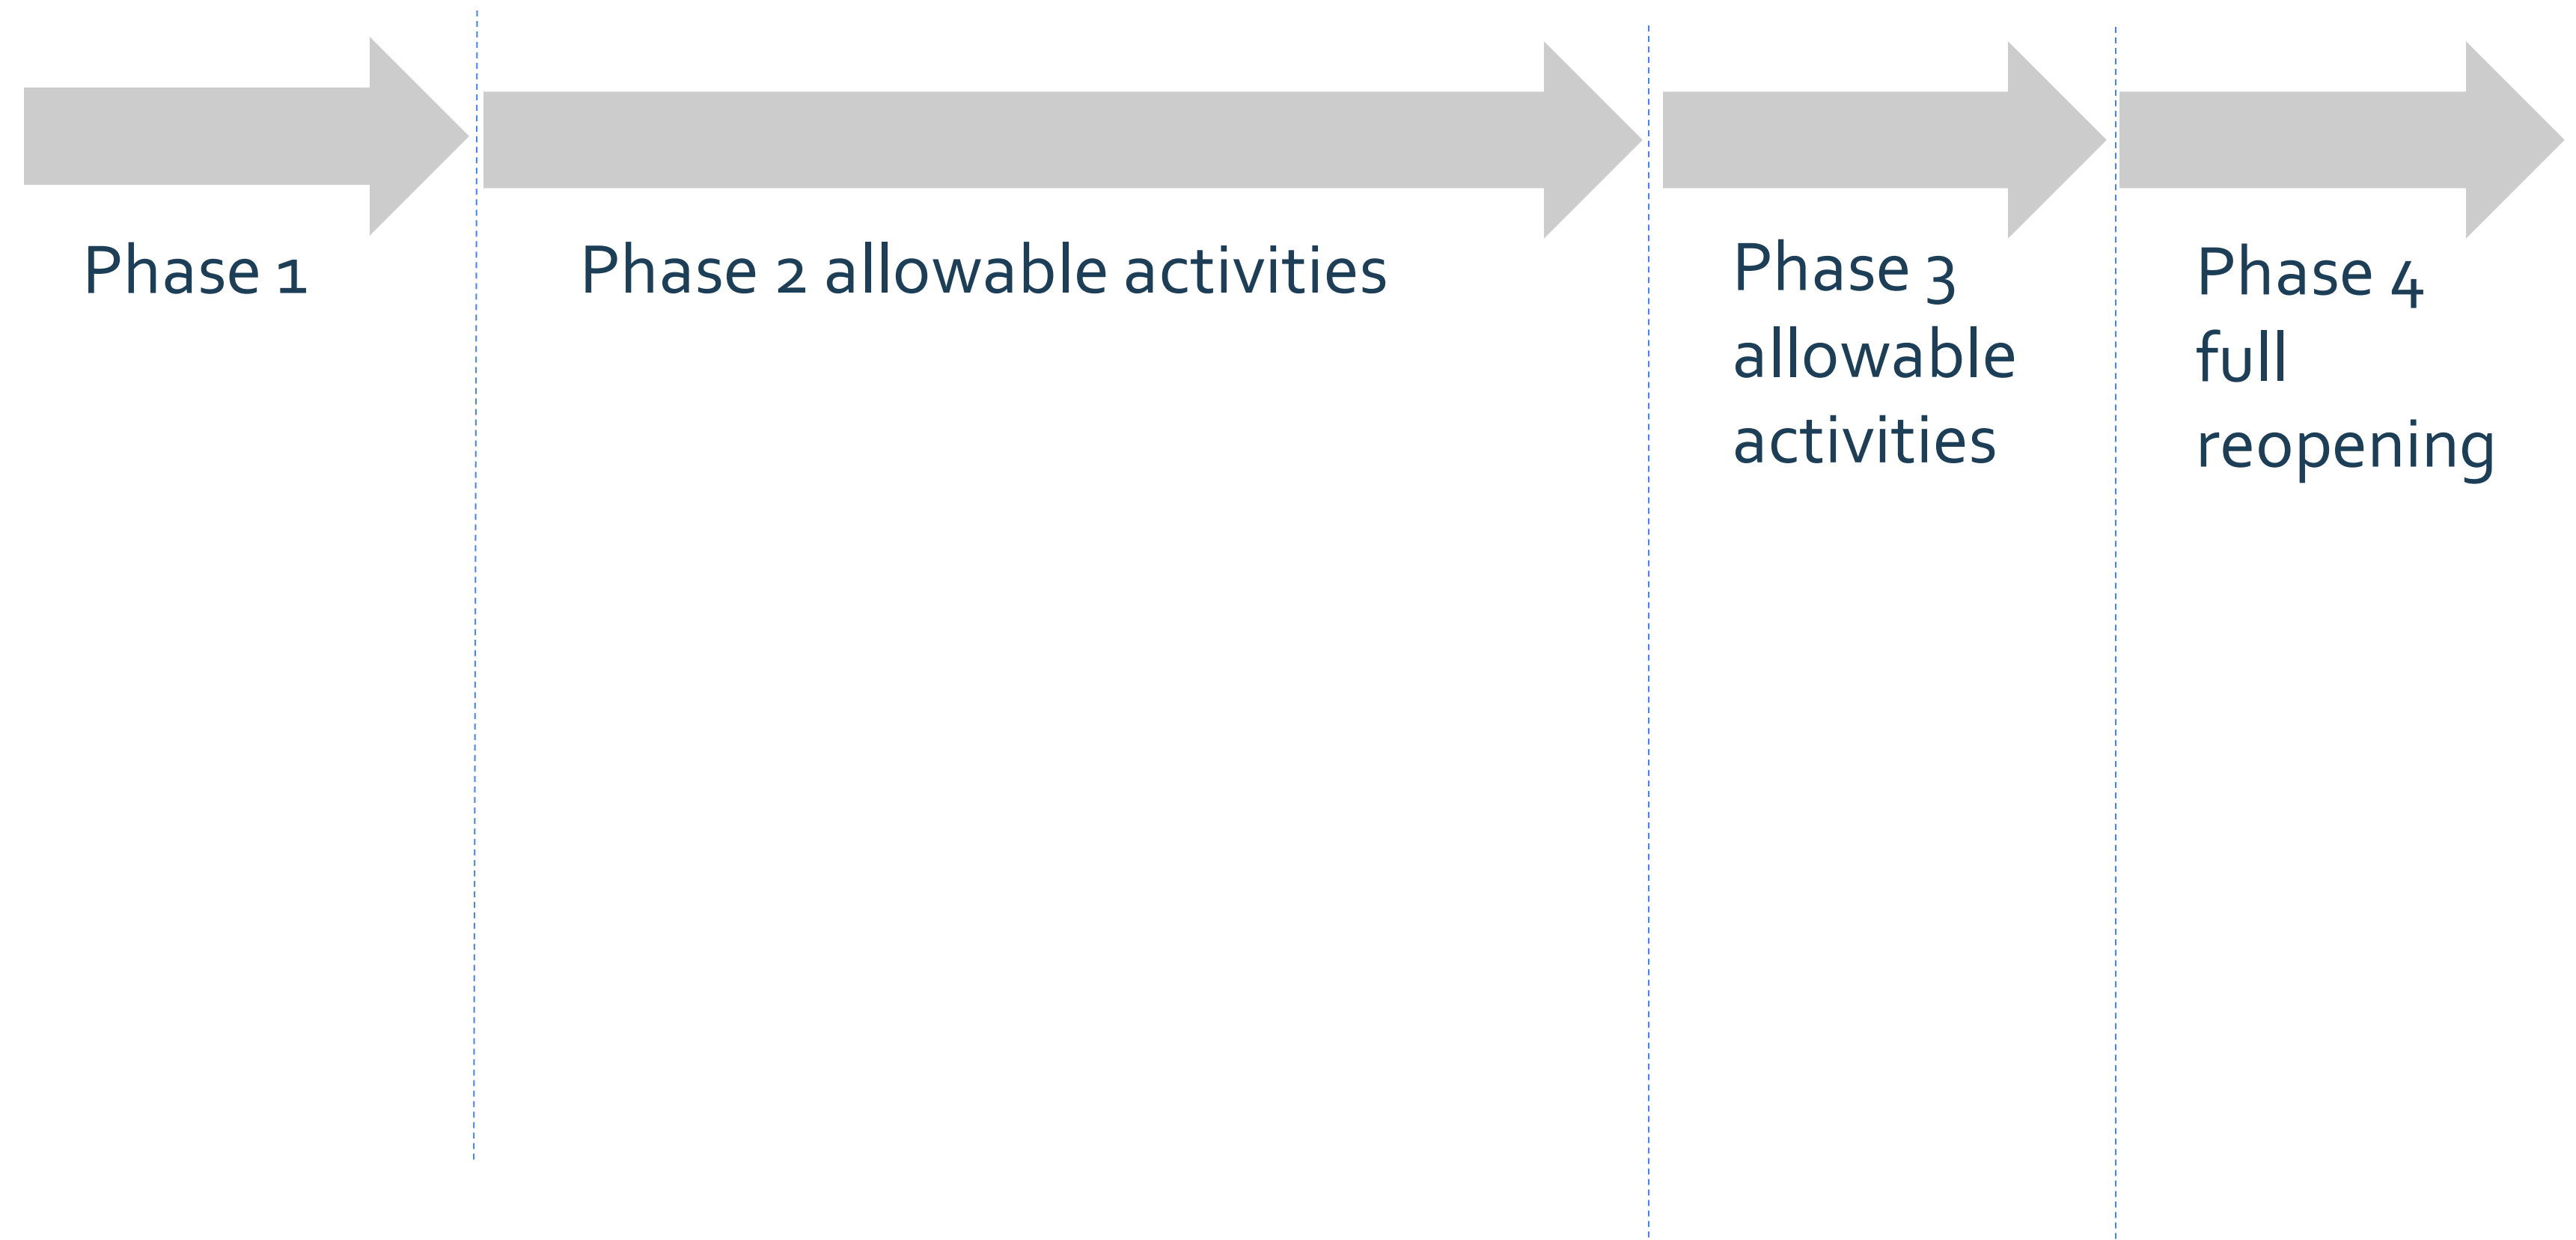 Phase 1
Phase 2 allowable activities
Phase 3
allowable
activities
Phase 4
full
reopening